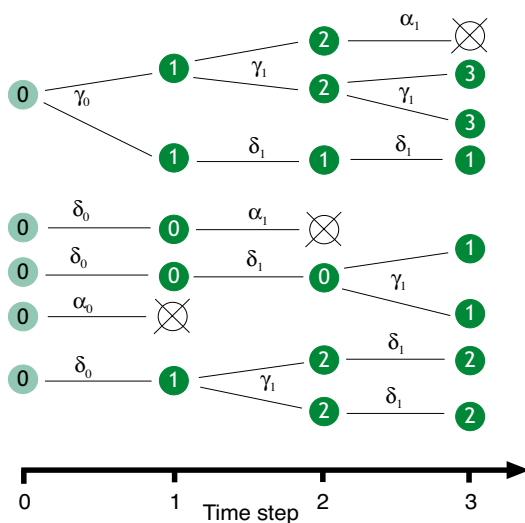 2 α₁
1 3
0 γ₀ γ₁ 2 γ₁
3
1 δ₁ 1 δ₁ 1
0 δ₀ 0 α₁
0 δ₀ 0 δ₁ 0 γ₁ 1
0 α₀ 1
0 δ₀ 1 γ₁ 2 δ₁ 2
2 δ₁ 2
0 1 2 3
Time step